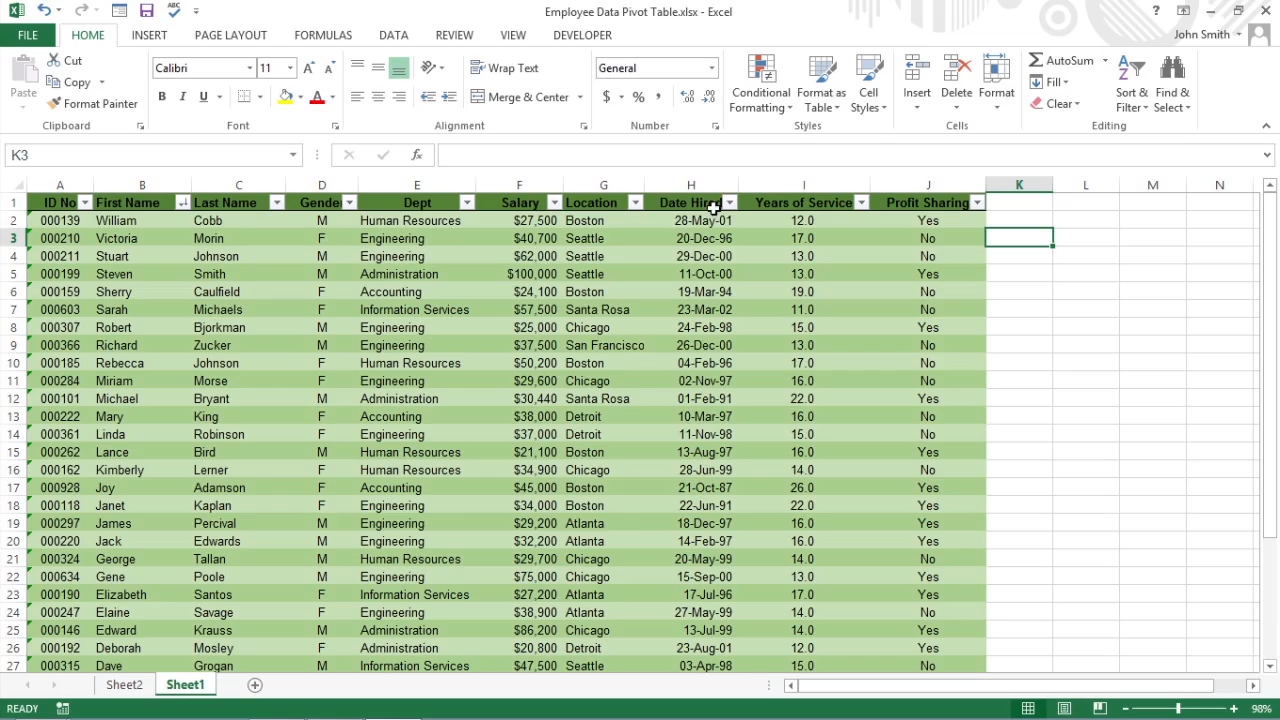 Employee Data Pivot Table.xlsx - Excel
FILE HOME INSERT PAGE LAYOUT FORMULAS DATA REVIEW VIEW DEVELOPER John Smith
Paste Cut Copy Format Painter Clipboard
Calibri 11 B I U A Font
Wrap Text Merge & Center Alignment
General $ % , Number
Conditional Formatting Format as Table Cell Styles Styles
Insert Delete Format Cells
AutoSum Fill Clear Sort & Filter Find & Select Editing
K3 fx
A B C D E F G H I J K L M N
1 ID No First Name Last Name Gende Dept Salary Location Date Hired Years of Service Profit Sharing
2 000139 William Cobb M Human Resources $27,500 Boston 28-May-01 12.0 Yes
3 000210 Victoria Morin F Engineering $40,700 Seattle 20-Dec-96 17.0 No
4 000211 Stuart Johnson M Engineering $62,000 Seattle 29-Dec-00 13.0 No
5 000199 Steven Smith M Administration $100,000 Seattle 11-Oct-00 13.0 Yes
6 000159 Sherry Caulfield F Accounting $24,100 Boston 19-Mar-94 19.0 No
7 000603 Sarah Michaels F Information Services $57,500 Santa Rosa 23-Mar-02 11.0 No
8 000307 Robert Bjorkman M Engineering $25,000 Chicago 24-Feb-98 15.0 Yes
9 000366 Richard Zucker M Engineering $37,500 San Francisco 26-Dec-00 13.0 No
10 000185 Rebecca Johnson F Human Resources $50,200 Boston 04-Feb-96 17.0 No
11 000284 Miriam Morse F Engineering $29,600 Chicago 02-Nov-97 16.0 No
12 000101 Michael Bryant M Administration $30,440 Santa Rosa 01-Feb-91 22.0 Yes
13 000222 Mary King F Accounting $38,000 Detroit 10-Mar-97 16.0 No
14 000361 Linda Robinson F Engineering $37,000 Detroit 11-Nov-98 15.0 No
15 000262 Lance Bird M Human Resources $21,100 Boston 13-Aug-97 16.0 Yes
16 000162 Kimberly Lerner F Human Resources $34,900 Chicago 28-Jun-99 14.0 No
17 000928 Joy Adamson F Accounting $45,000 Boston 21-Oct-87 26.0 Yes
18 000118 Janet Kaplan F Engineering $34,000 Boston 22-Jun-91 22.0 Yes
19 000297 James Percival M Engineering $29,200 Atlanta 18-Dec-97 16.0 Yes
20 000220 Jack Edwards M Engineering $32,200 Atlanta 14-Feb-97 16.0 Yes
21 000324 George Tallan M Human Resources $29,700 Chicago 20-May-99 14.0 No
22 000634 Gene Poole M Engineering $75,000 Chicago 15-Sep-00 13.0 Yes
23 000190 Elizabeth Santos F Information Services $27,200 Atlanta 17-Jul-96 17.0 Yes
24 000247 Elaine Savage F Engineering $38,900 Atlanta 27-May-99 14.0 No
25 000146 Edward Krauss M Administration $86,200 Chicago 13-Jul-99 14.0 Yes
26 000192 Deborah Mosley F Administration $20,800 Detroit 23-Aug-01 12.0 Yes
27 000315 Dave Grogan M Information Services $47,500 Seattle 03-Apr-98 15.0 No
Sheet2 Sheet1
READY 98%